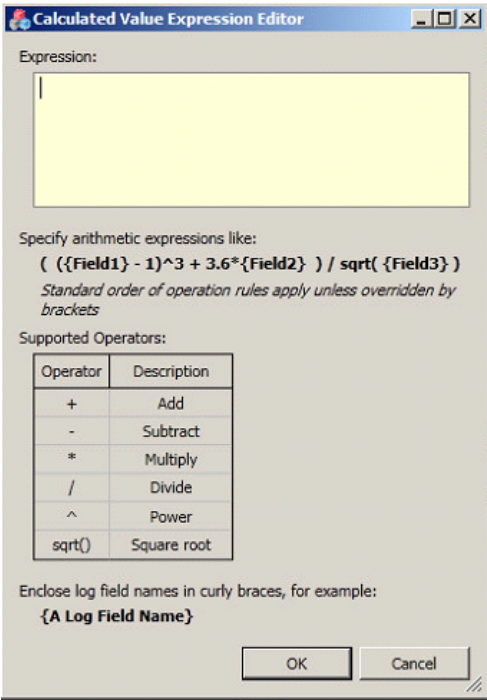 Calculated Value Expression Editor
Expression:
Specify arithmetic expressions like:
( ({Field1} - 1)^3 + 3.6*{Field2} ) / sqrt( {Field3} )
Standard order of operation rules apply unless overridden by
brackets
Supported Operators:
Operator Description
+ Add
- Subtract
* Multiply
/ Divide
^ Power
sqrt() Square root
Enclose log field names in curly braces, for example:
{A Log Field Name}
OK Cancel